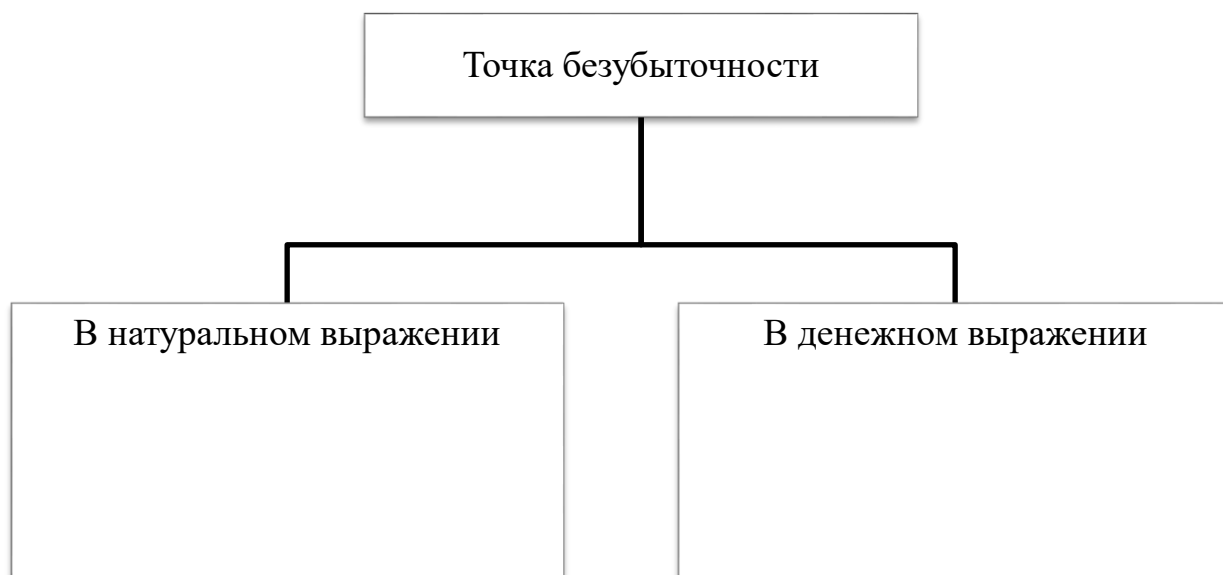 Точка безубыточности
В натуральном выражении
В денежном выражении